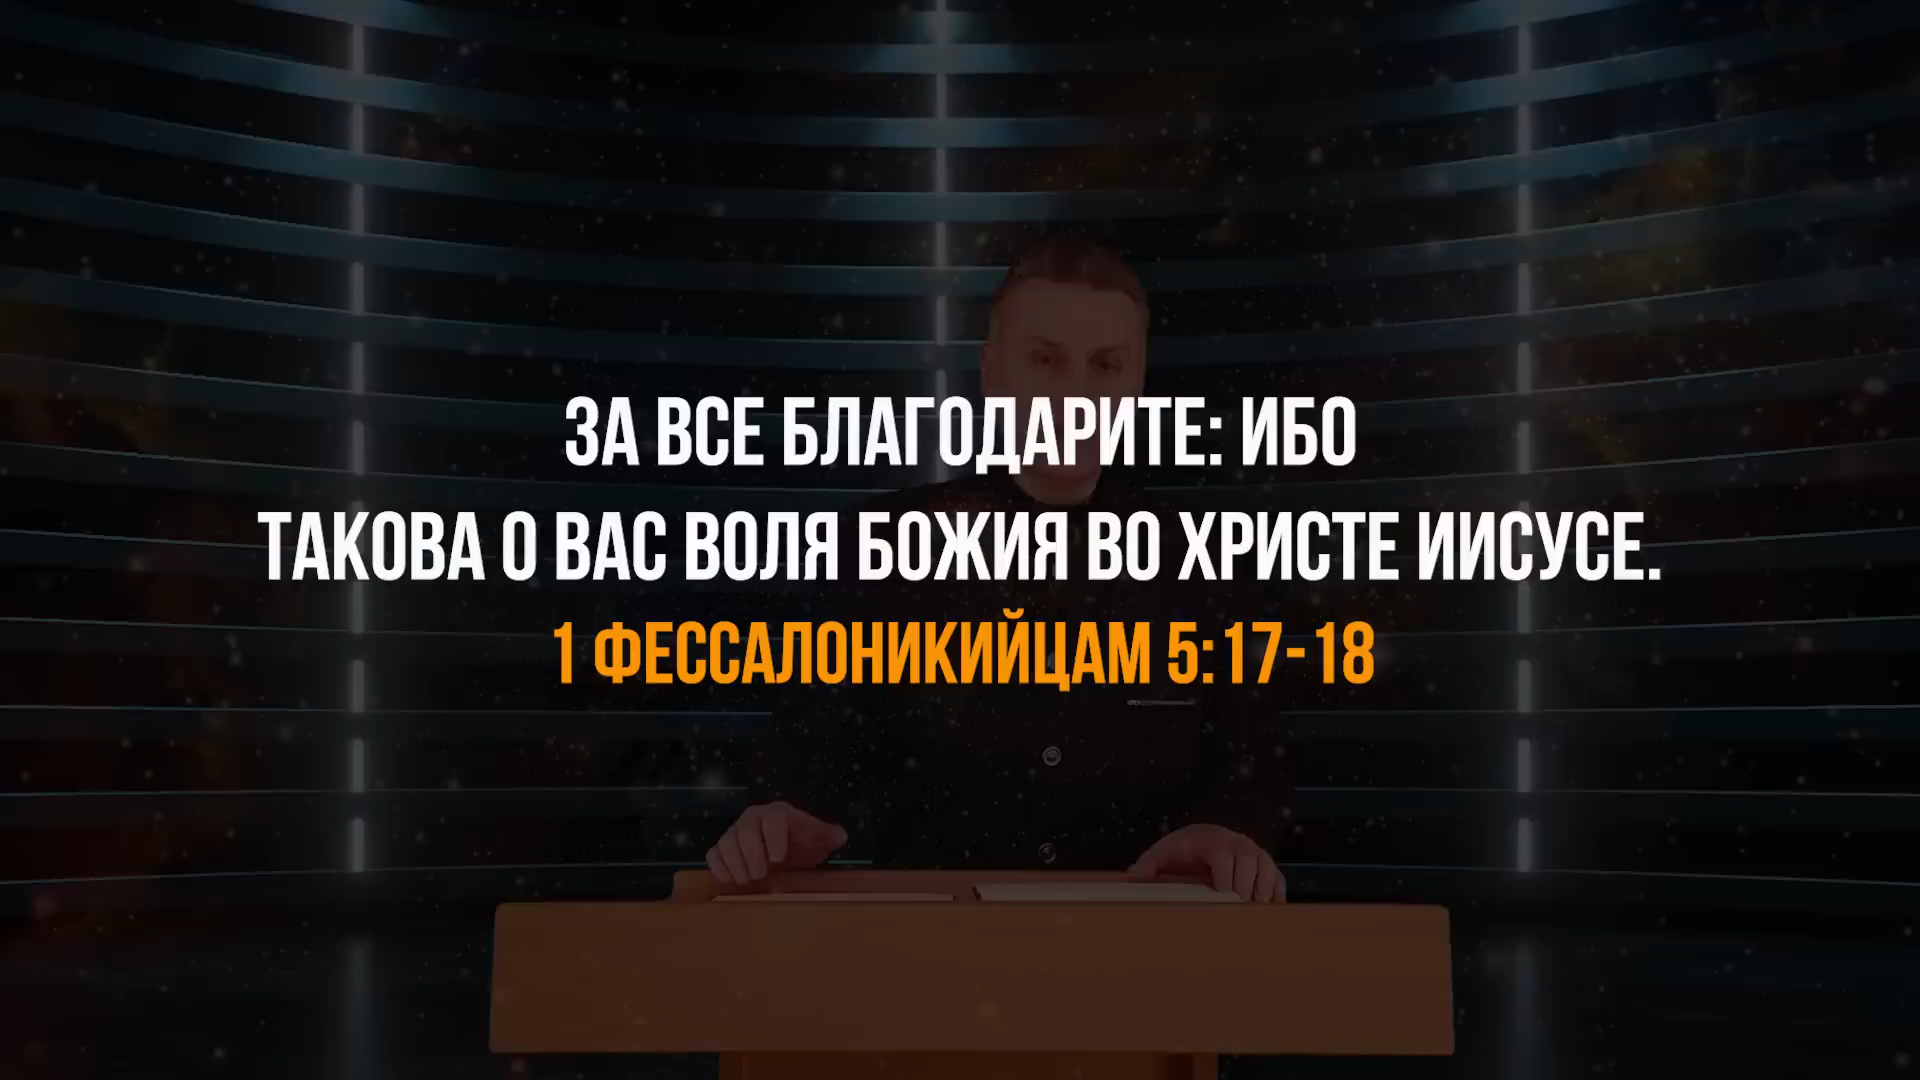 ЗА ВСЕ БЛАГОДАРИТЕ: ИБО
ТАКОВА О ВАС ВОЛЯ БОЖИЯ ВО ХРИСТЕ ИИСУСЕ.
1 ФЕССАЛОНИКИЙЦАМ 5:17-18